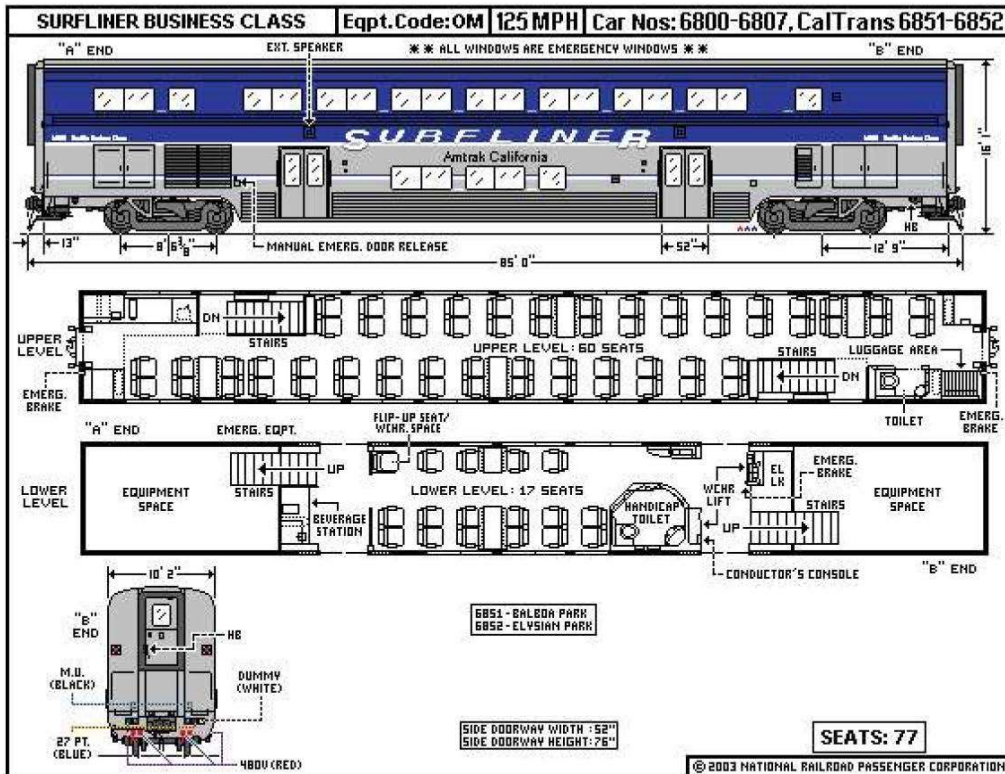 SURFLINER BUSINESS CLASS
Eqpt.Code:OM
125 MPH
Car Nos: 6800-6807, CalTrans 6851-6852
"A" END
EXT. SPEAKER
* * ALL WINDOWS ARE EMERGENCY WINDOWS * *
"B" END
SURFLINER
Amtrak California
16' 1"
13"
8' 6 3/8"
MANUAL EMERG. DOOR RELEASE
52"
HB
12' 9"
85' 0"
UPPER
LEVEL
DN
STAIRS
UPPER LEVEL: 60 SEATS
STAIRS
LUGGAGE AREA
DN
EMERG.
BRAKE
TOILET
EMERG.
BRAKE
"A" END
EMERG. EQPT.
FLIP-UP SEAT/
WCHR. SPACE
LOWER
LEVEL
EQUIPMENT
SPACE
UP
STAIRS
BEVERAGE
STATION
LOWER LEVEL: 17 SEATS
HANDICAP
TOILET
WCHR
LIFT
EL
LK
EMERG.
BRAKE
STAIRS
UP
EQUIPMENT
SPACE
CONDUCTOR'S CONSOLE
"B" END
10' 2"
"B"
END
HB
M.U.
(BLACK)
DUMMY
(WHITE)
27 PT.
(BLUE)
480V (RED)
6851 - BALBOA PARK
6852 - ELYSIAN PARK
SIDE DOORWAY WIDTH : 52"
SIDE DOORWAY HEIGHT: 76"
SEATS: 77
© 2003 NATIONAL RAILROAD PASSENGER CORPORATION